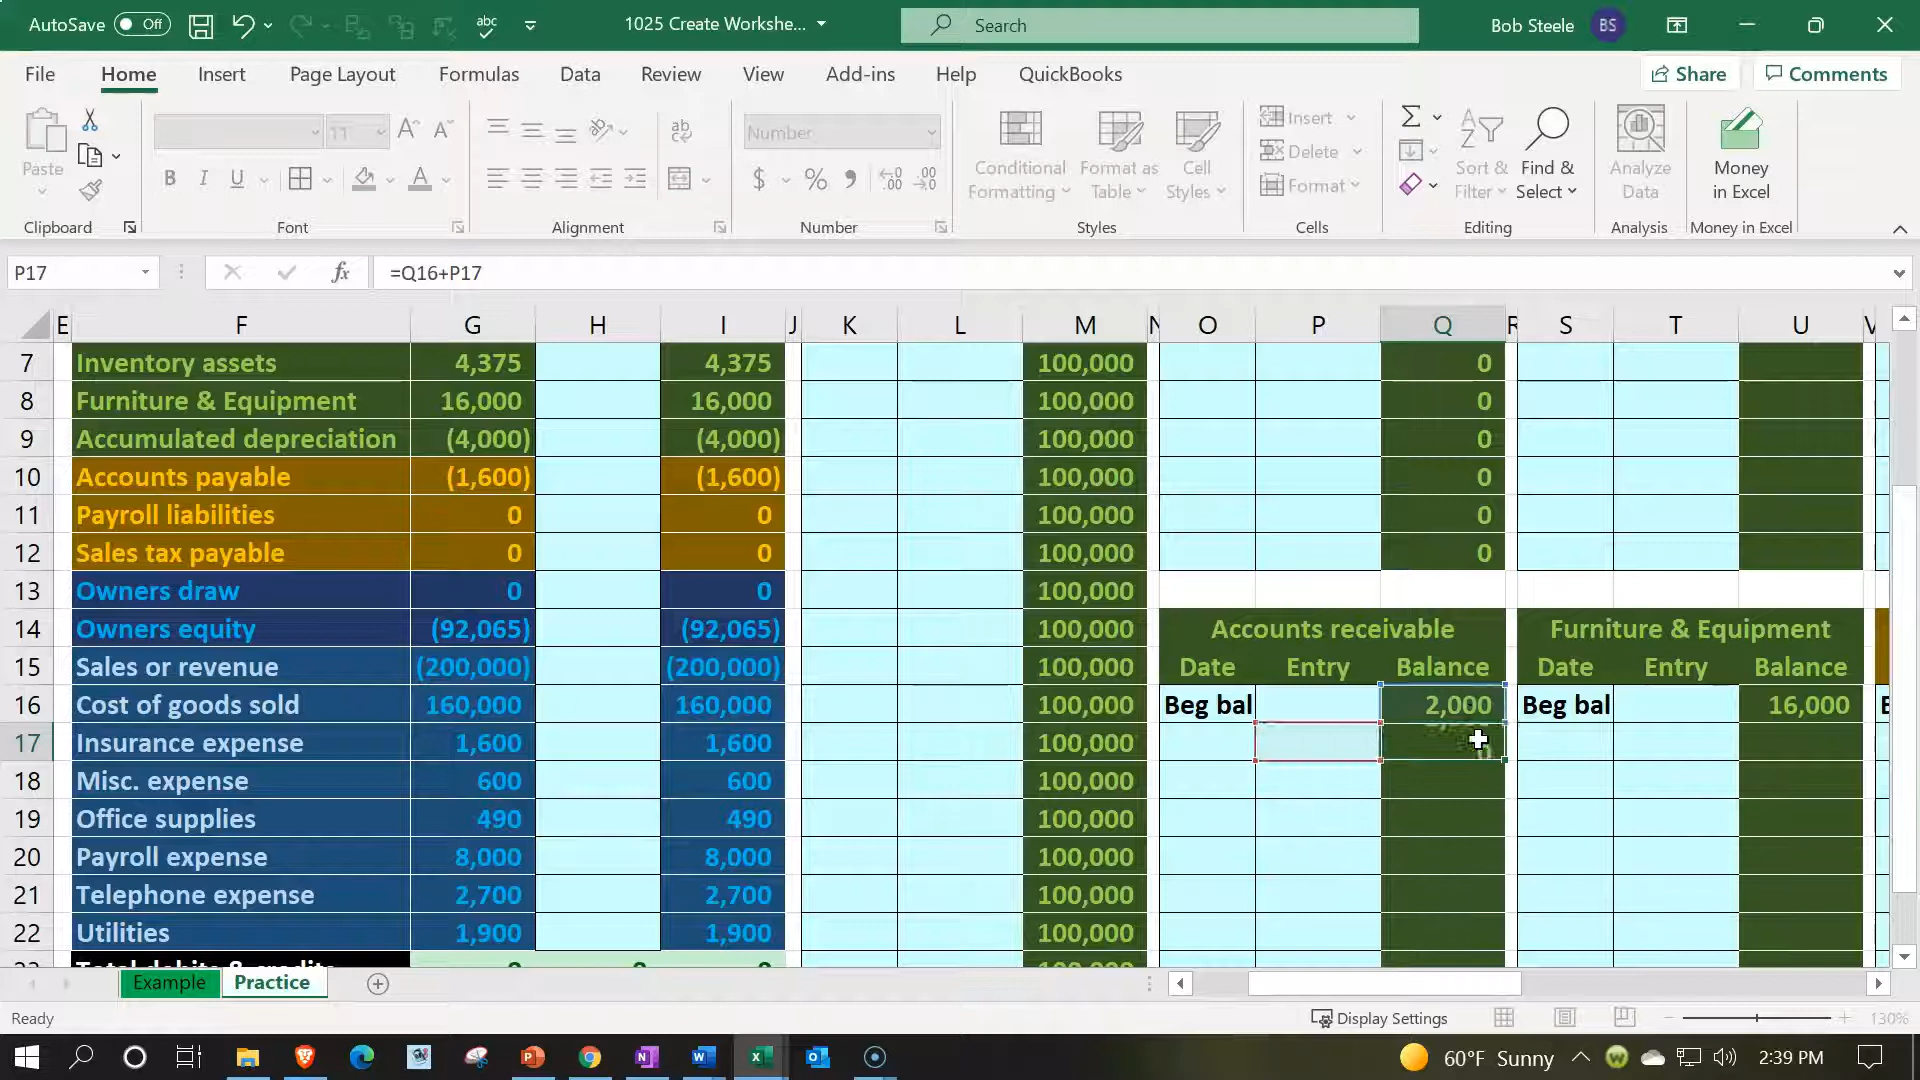 AutoSave Off 1025 Create Workshe... Search Bob Steele BS
File Home Insert Page Layout Formulas Data Review View Add-ins Help QuickBooks Share Comments
Paste 11 Number Conditional Formatting Format as Table Cell Styles Insert Delete Format Sort & Filter Find & Select Analyze Data Money in Excel
Clipboard Font Alignment Number Styles Cells Editing Analysis Money in Excel
P17 fx =Q16+P17
E F G H I J K L M N O P Q R S T U V
7 Inventory assets 4,375 4,375 100,000 0
8 Furniture & Equipment 16,000 16,000 100,000 0
9 Accumulated depreciation (4,000) (4,000) 100,000 0
10 Accounts payable (1,600) (1,600) 100,000 0
11 Payroll liabilities 0 0 100,000 0
12 Sales tax payable 0 0 100,000 0
13 Owners draw 0 0 100,000
14 Owners equity (92,065) (92,065) 100,000 Accounts receivable Furniture & Equipment
15 Sales or revenue (200,000) (200,000) 100,000 Date Entry Balance Date Entry Balance
16 Cost of goods sold 160,000 160,000 100,000 Beg bal 2,000 Beg bal 16,000
17 Insurance expense 1,600 1,600 100,000
18 Misc. expense 600 600 100,000
19 Office supplies 490 490 100,000
20 Payroll expense 8,000 8,000 100,000
21 Telephone expense 2,700 2,700 100,000
22 Utilities 1,900 1,900 100,000
Example Practice
Ready Display Settings 130%
60°F Sunny 2:39 PM